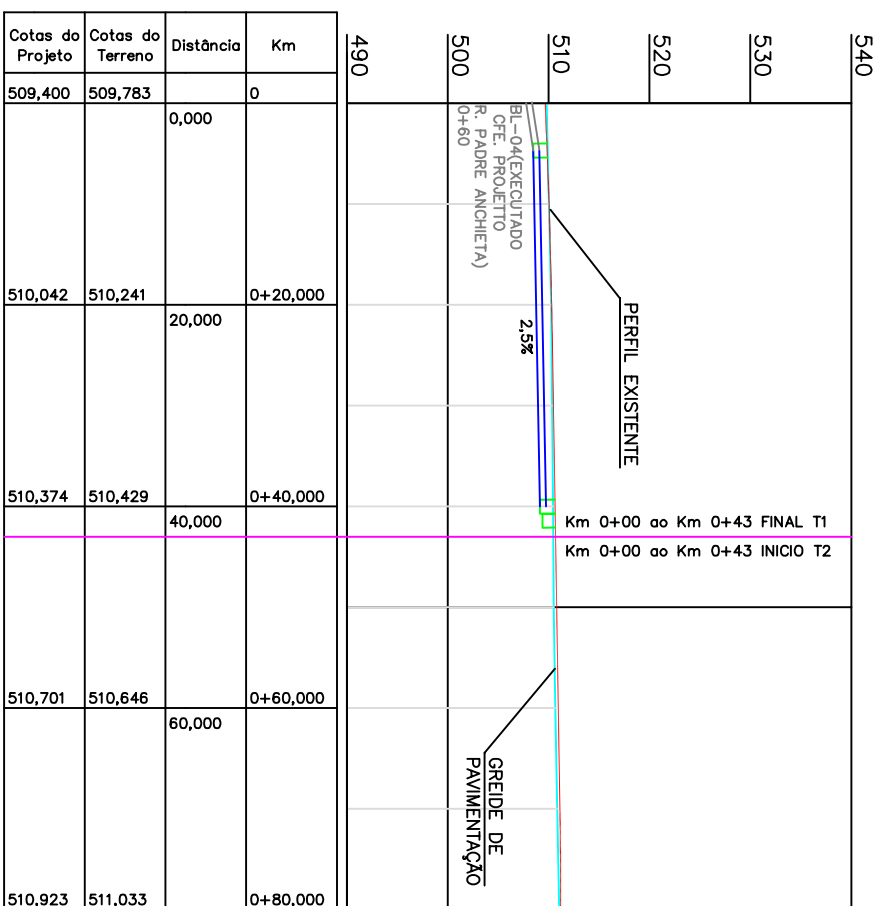 Cotas do Projeto
Cotas do Terreno
Distância
Km
509,400
509,783
0
0,000
510,042
510,241
0+20,000
20,000
510,374
510,429
0+40,000
40,000
510,701
510,646
0+60,000
60,000
510,923
511,033
0+80,000
490
500
510
520
530
540
BL-04(EXECUTADO
CFE. PROJETTO
R. PADRE ANCHIETA)
0+60
2,5%
PERFIL EXISTENTE
Km 0+00 ao Km 0+43 FINAL T1
Km 0+00 ao Km 0+43 INICIO T2
GREIDE DE
PAVIMENTAÇÃO